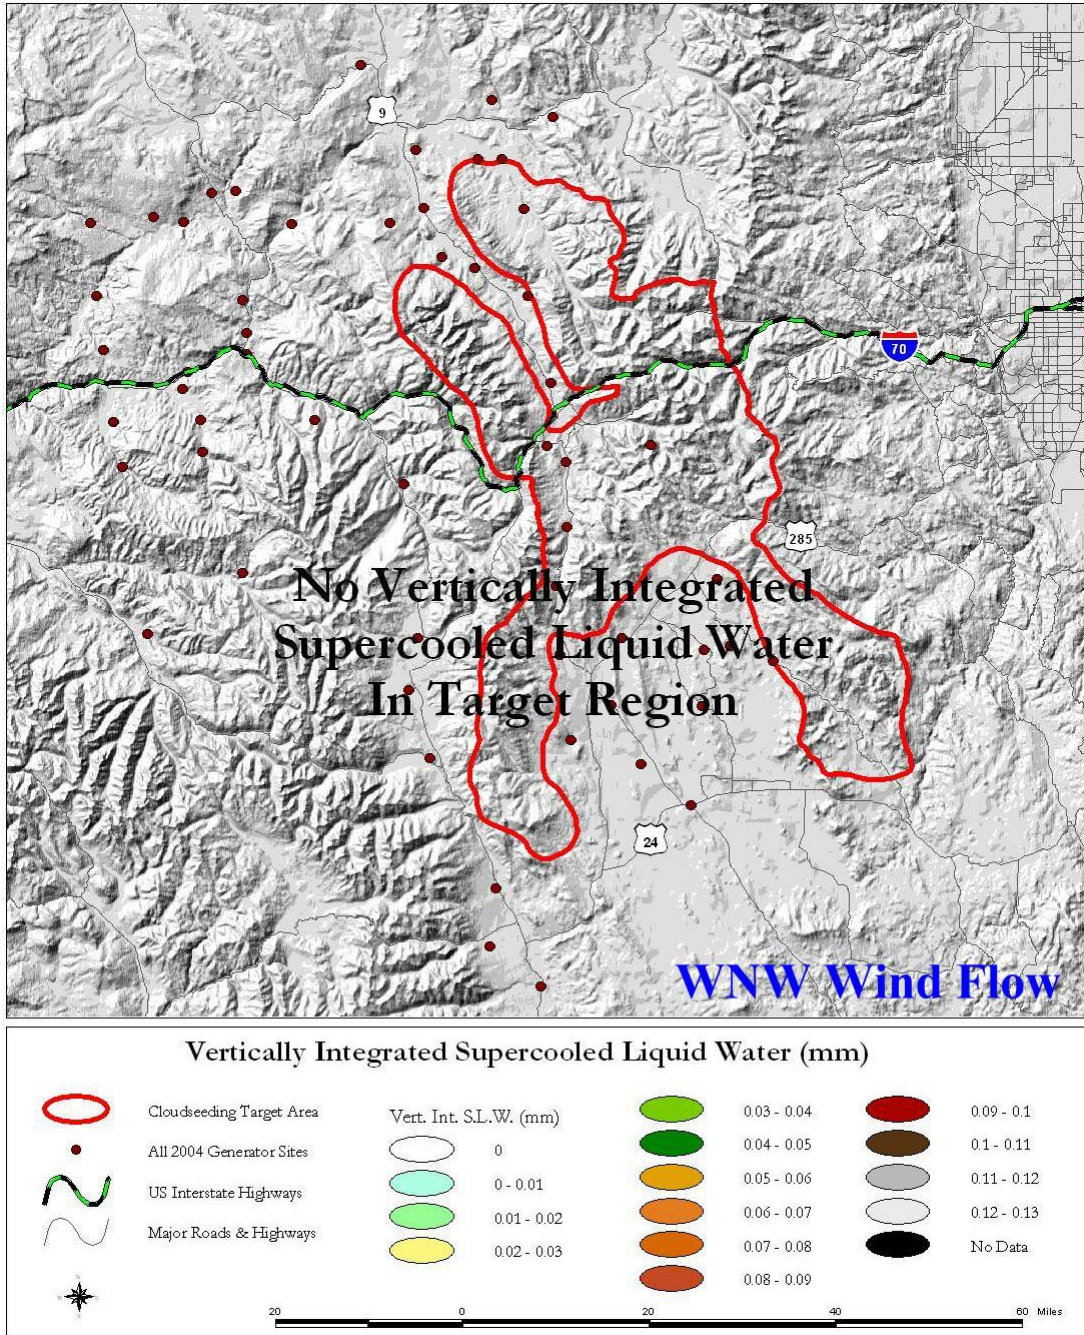 9
70
285
No Vertically Integrated
Supercooled Liquid Water
In Target Region
24
WNW Wind Flow
Vertically Integrated Supercooled Liquid Water (mm)
Cloudseeding Target Area
All 2004 Generator Sites
US Interstate Highways
Major Roads & Highways
Vert. Int. S.L.W. (mm)
0
0 - 0.01
0.01 - 0.02
0.02 - 0.03
0.03 - 0.04
0.04 - 0.05
0.05 - 0.06
0.06 - 0.07
0.07 - 0.08
0.08 - 0.09
0.09 - 0.1
0.1 - 0.11
0.11 - 0.12
0.12 - 0.13
No Data
20 0 20 40 60 Miles